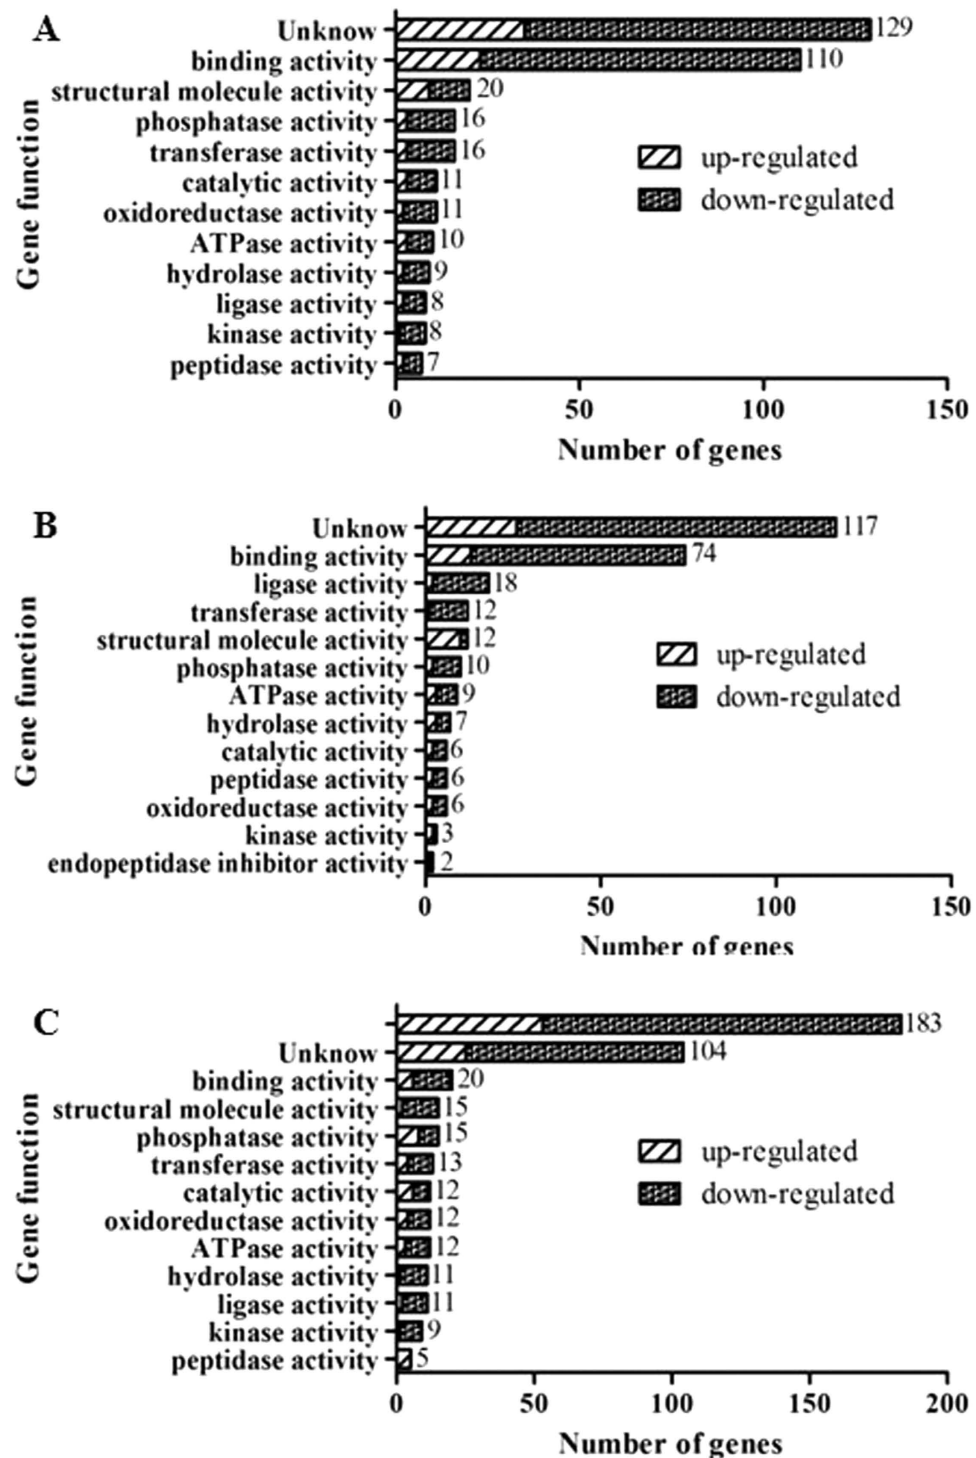 A
Gene function
Unknow 129
binding activity 110
structural molecule activity 20
phosphatase activity 16
transferase activity 16
catalytic activity 11
oxidoreductase activity 11
ATPase activity 10
hydrolase activity 9
ligase activity 8
kinase activity 8
peptidase activity 7
up-regulated
down-regulated
0 50 100 150
Number of genes
B
Gene function
Unknow 117
binding activity 74
ligase activity 18
transferase activity 12
structural molecule activity 12
phosphatase activity 10
ATPase activity 9
hydrolase activity 7
catalytic activity 6
peptidase activity 6
oxidoreductase activity 6
kinase activity 3
endopeptidase inhibitor activity 2
up-regulated
down-regulated
0 50 100 150
Number of genes
C
Gene function
183
Unknow 104
binding activity 20
structural molecule activity 15
phosphatase activity 15
transferase activity 13
catalytic activity 12
oxidoreductase activity 12
ATPase activity 12
hydrolase activity 11
ligase activity 11
kinase activity 9
peptidase activity 5
up-regulated
down-regulated
0 50 100 150 200
Number of genes